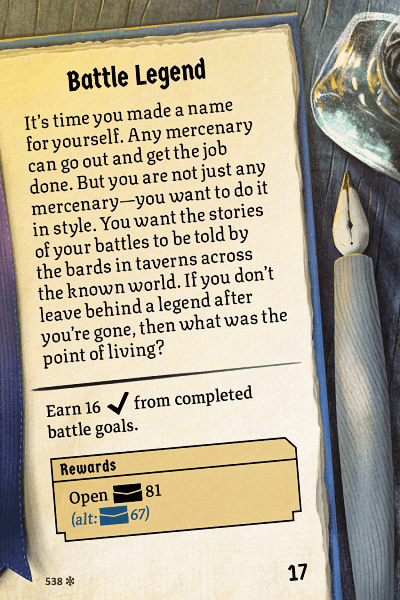 Battle Legend
It's time you made a name
for yourself. Any mercenary
can go out and get the job
done. But you are not just any
mercenary—you want to do it
in style. You want the stories
of your battles to be told by
the bards in taverns across
the known world. If you don't
leave behind a legend after
you're gone, then what was the
point of living?
Earn 16 ✓ from completed
battle goals.
Rewards
Open 81
(alt: 67)
538
17